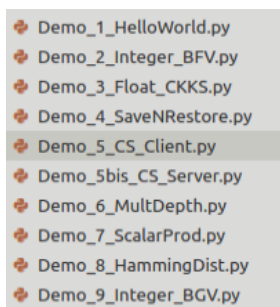 Demo_1_HelloWorld.py
Demo_2_Integer_BFV.py
Demo_3_Float_CKKS.py
Demo_4_SaveNRestore.py
Demo_5_CS_Client.py
Demo_5bis_CS_Server.py
Demo_6_MultDepth.py
Demo_7_ScalarProd.py
Demo_8_HammingDist.py
Demo_9_Integer_BGV.py